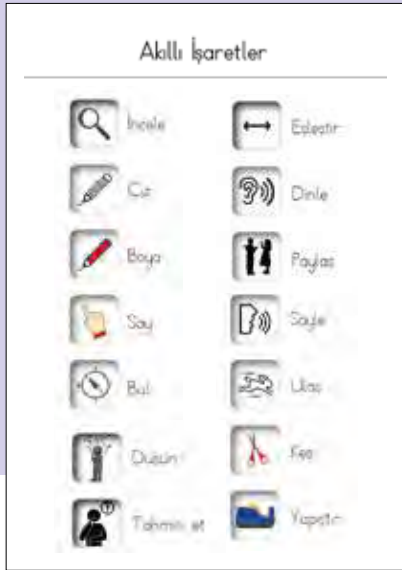 Akıllı İşaretler
İncele
Çiz
Boya
Say
Bul
Düşün
Tahmin et
Eşleştir
Dinle
Paylaş
Söyle
Ulaş
Kes
Yapıştır